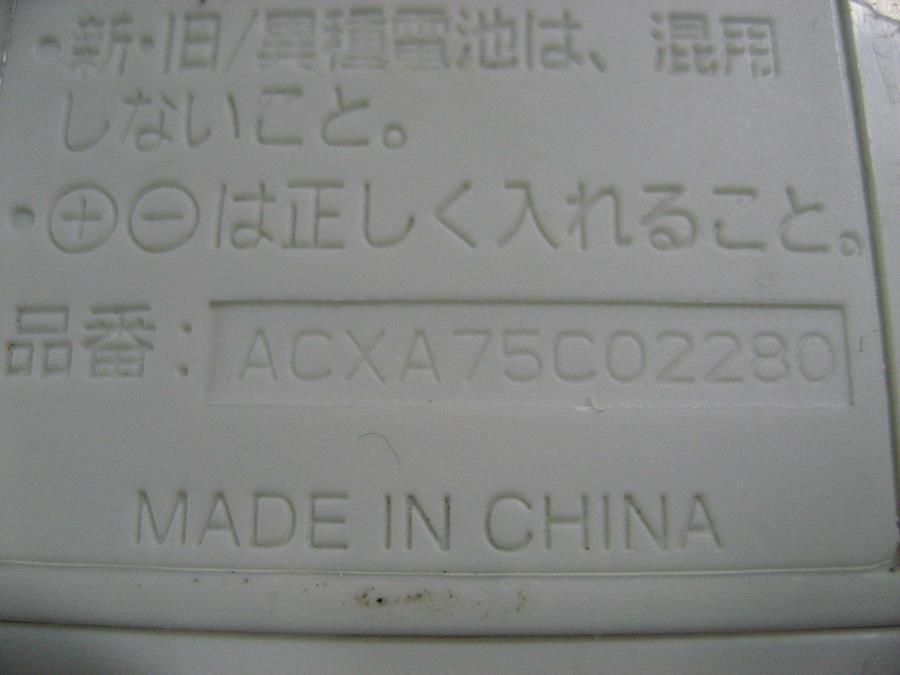 ・新・旧/異種電池は、混用
しないこと。
・⊕⊖は正しく入れること。
品番：ACXA75C02280
MADE IN CHINA